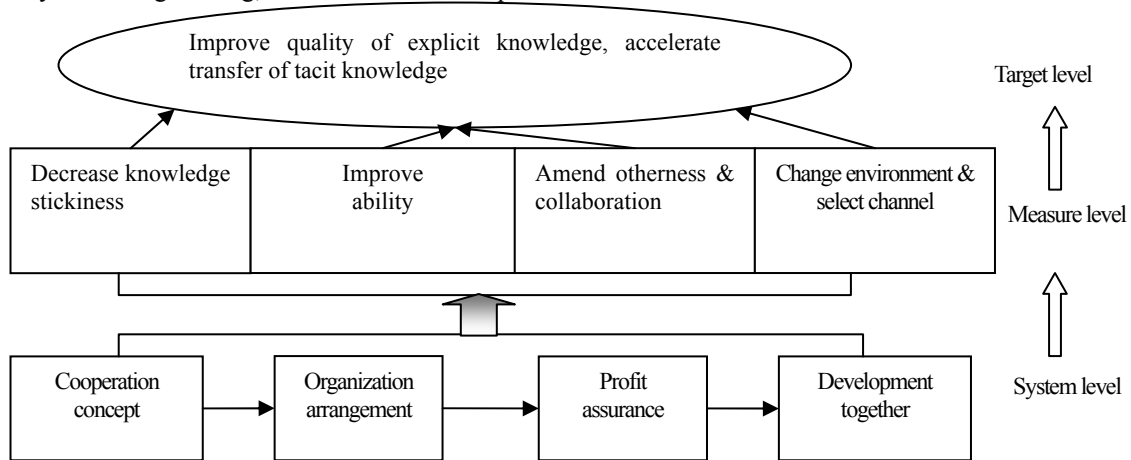 Improve quality of explicit knowledge, accelerate
transfer of tacit knowledge
Target level
Decrease knowledge
stickiness
Improve
ability
Amend otherness &
collaboration
Change environment &
select channel
Measure level
Cooperation
concept
Organization
arrangement
Profit
assurance
Development
together
System level